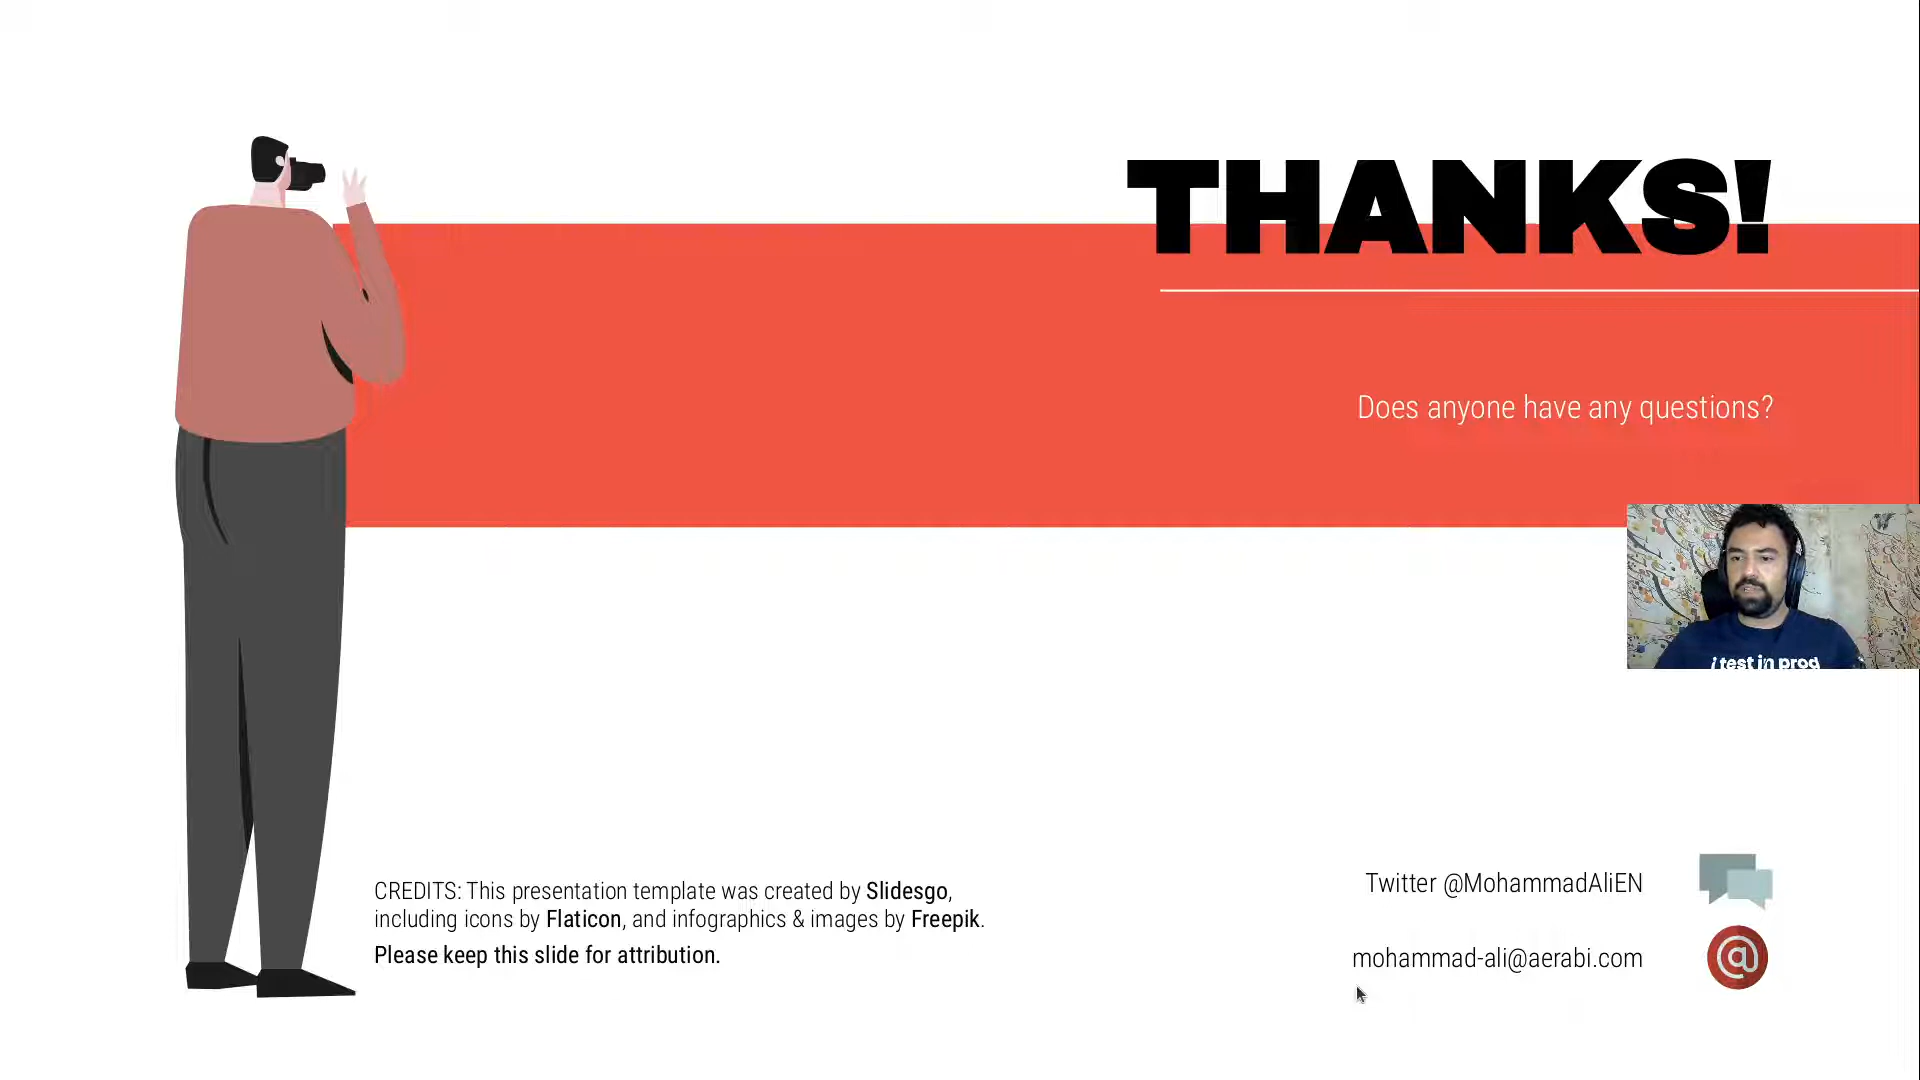 THANKS!
Does anyone have any questions?
i test in prod
CREDITS: This presentation template was created by Slidesgo,
including icons by Flaticon, and infographics & images by Freepik.
Please keep this slide for attribution.
Twitter @MohammadAliEN
mohammad-ali@aerabi.com